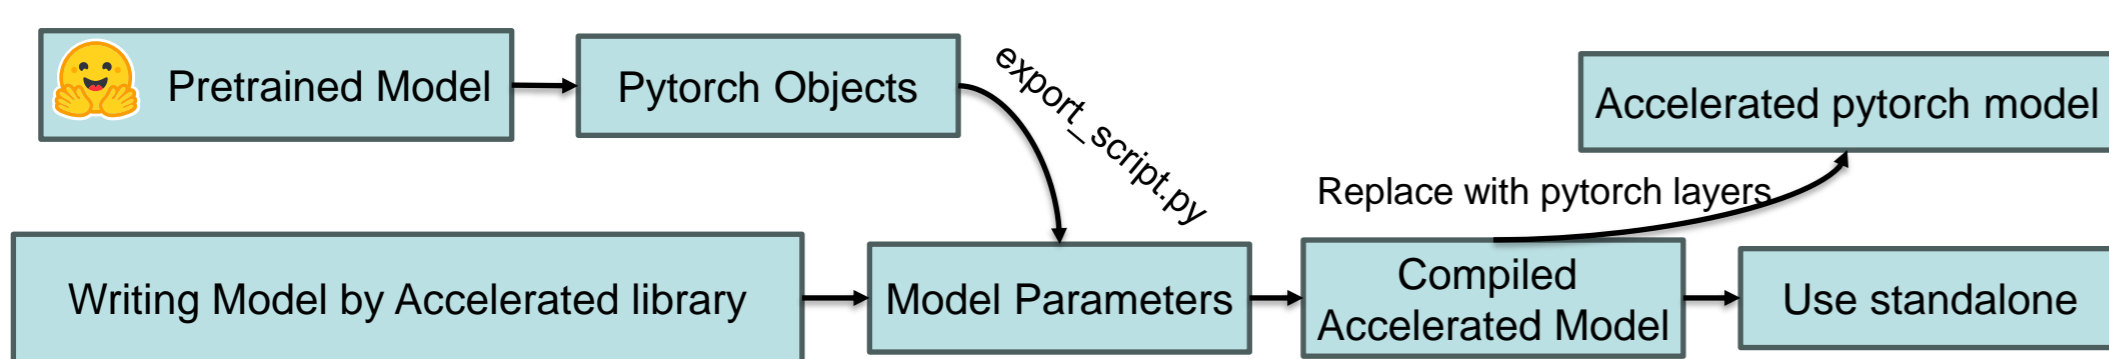 Pretrained Model
Pytorch Objects
export_script.py
Accelerated pytorch model
Replace with pytorch layers
Writing Model by Accelerated library
Model Parameters
Compiled
Accelerated Model
Use standalone